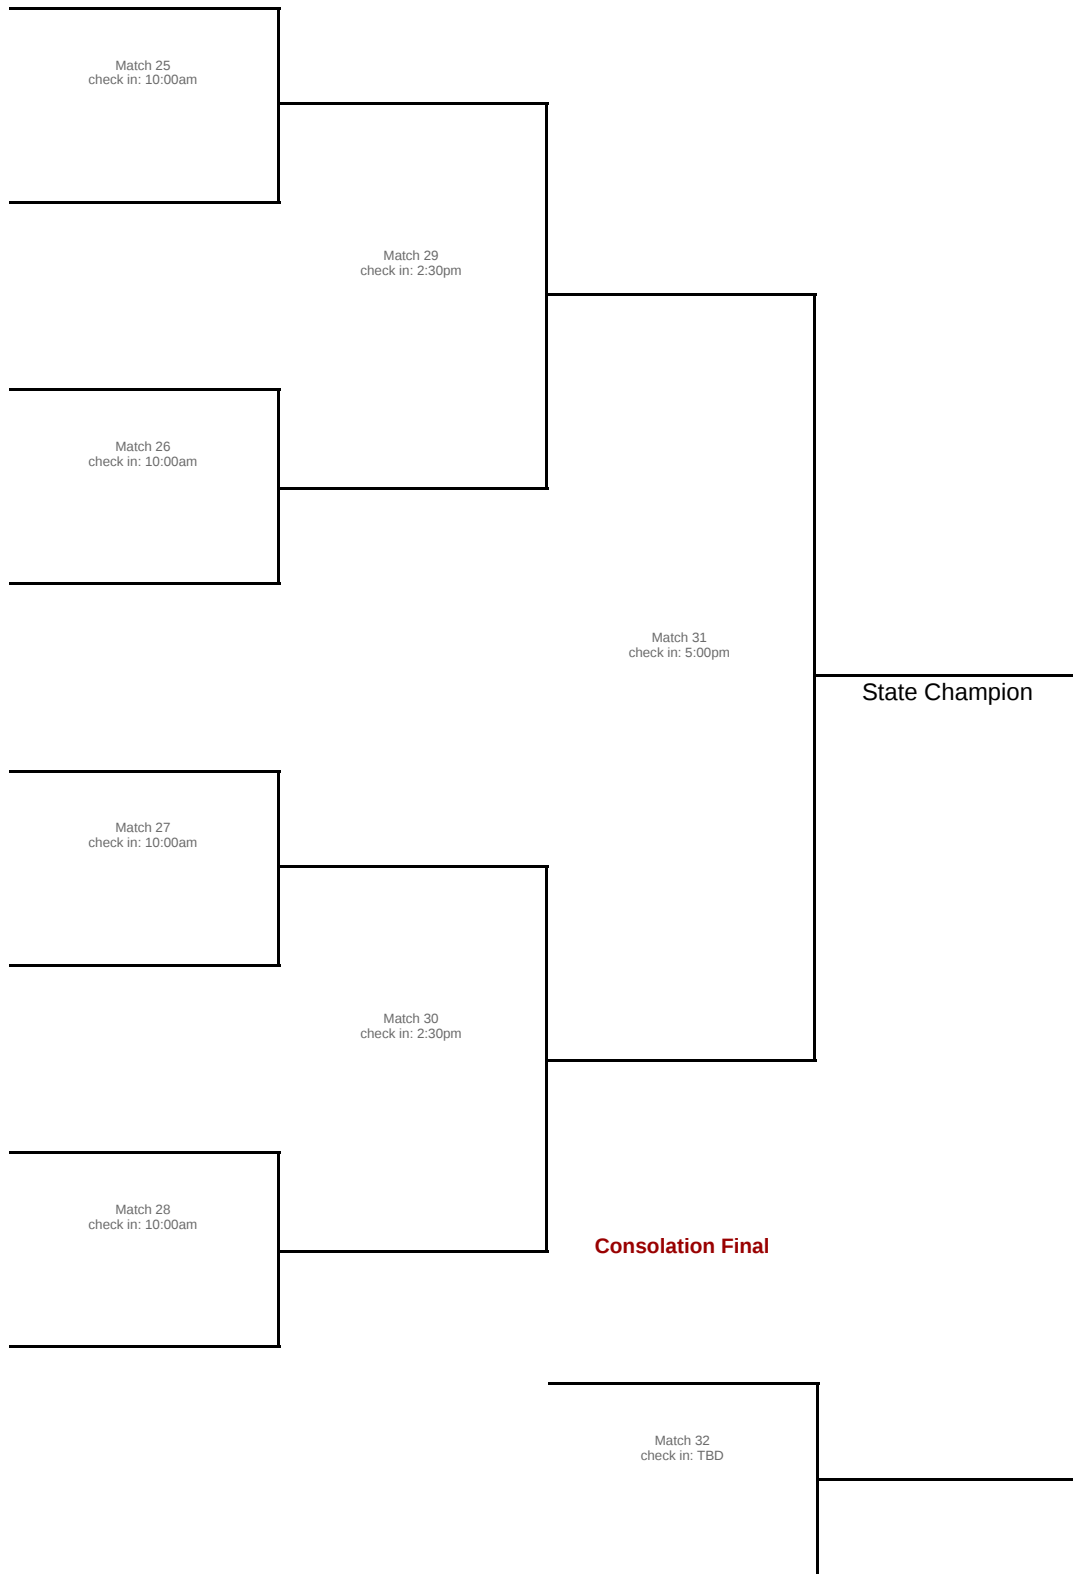 Match 25
check in: 10:00am
Match 29
check in: 2:30pm
Match 26
check in: 10:00am
Match 31
check in: 5:00pm
State Champion
Match 27
check in: 10:00am
Match 30
check in: 2:30pm
Match 28
check in: 10:00am
Consolation Final
Match 32
check in: TBD